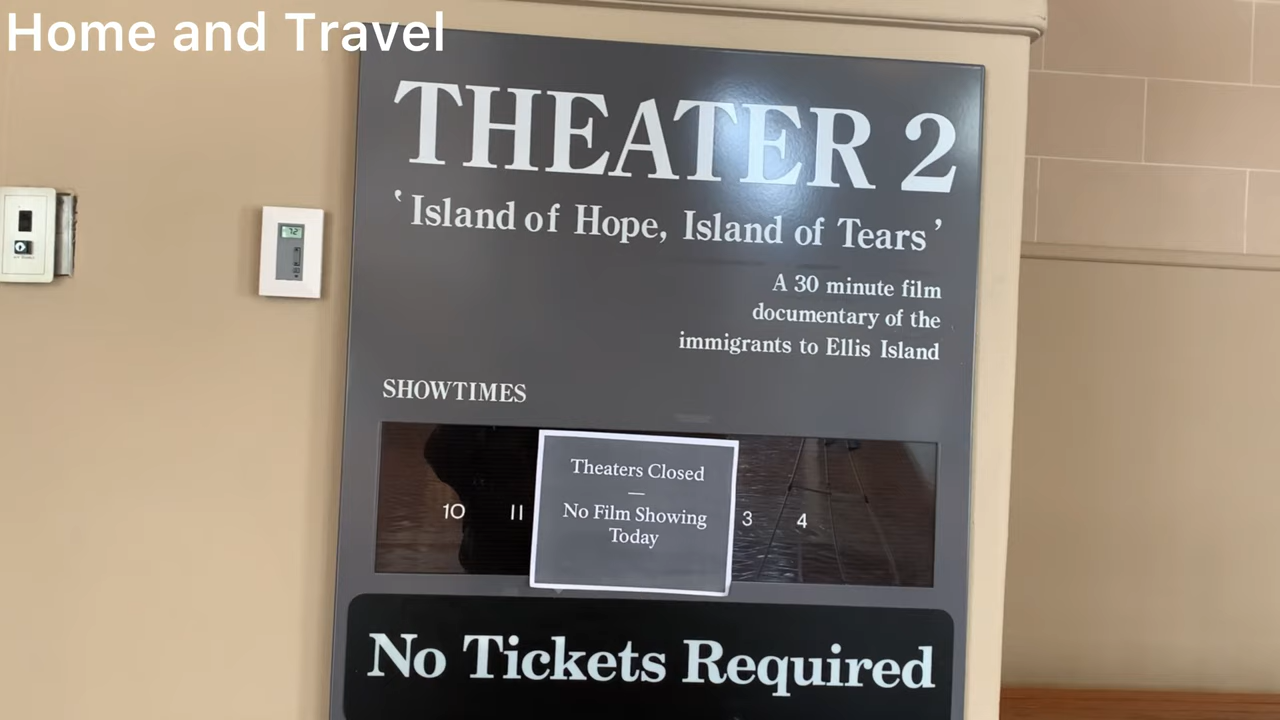 Home and Travel
THEATER 2
‘Island of Hope, Island of Tears’
A 30 minute film
documentary of the
immigrants to Ellis Island
SHOWTIMES
10 11 3 4
Theaters Closed
—
No Film Showing
Today
No Tickets Required
72